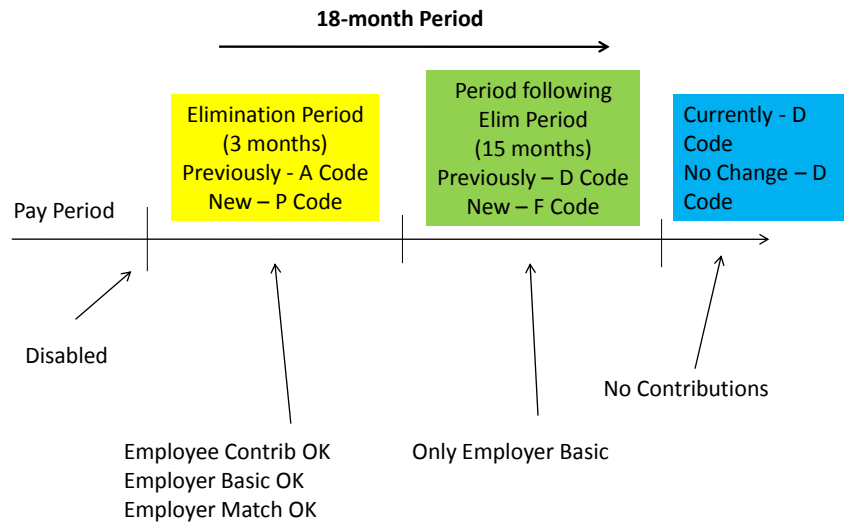 18-month Period
Elimination Period
(3 months)
Previously - A Code
New – P Code
Period following
Elim Period
(15 months)
Previously – D Code
New – F Code
Currently - D
Code
No Change – D
Code
Pay Period
Disabled
No Contributions
Employee Contrib OK
Employer Basic OK
Employer Match OK
Only Employer Basic